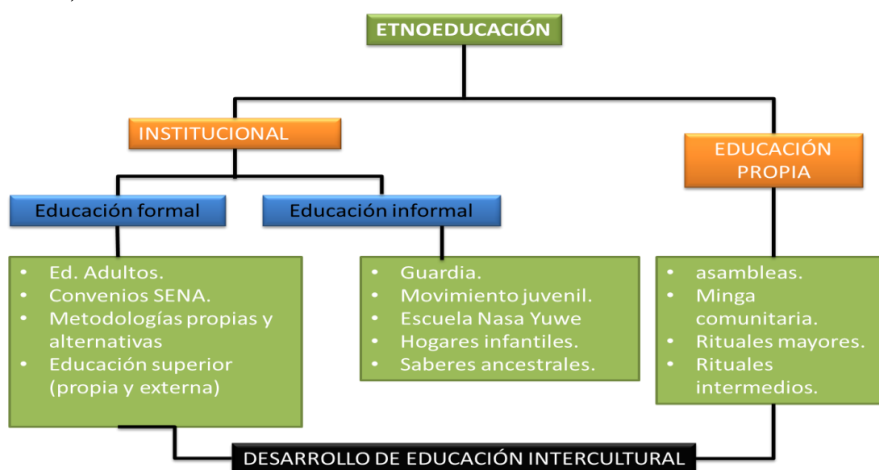 ETNOEDUCACIÓN
INSTITUCIONAL
EDUCACIÓN
PROPIA
Educación formal
Educación informal
• Ed. Adultos.
• Convenios SENA.
• Metodologías propias y
alternativas
• Educación superior
(propia y externa)
• Guardia.
• Movimiento juvenil.
• Escuela Nasa Yuwe
• Hogares infantiles.
• Saberes ancestrales.
• asambleas.
• Minga
comunitaria.
• Rituales mayores.
• Rituales
intermedios.
DESARROLLO DE EDUCACIÓN INTERCULTURAL